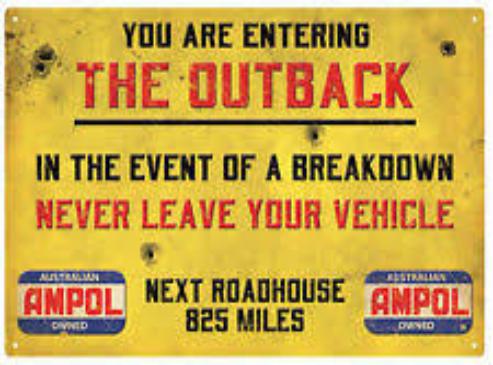 YOU ARE ENTERING
THE OUTBACK
IN THE EVENT OF A BREAKDOWN
NEVER LEAVE YOUR VEHICLE
AUSTRALIAN
AMPOL
OWNED
NEXT ROADHOUSE
825 MILES
AUSTRALIAN
AMPOL
OWNED